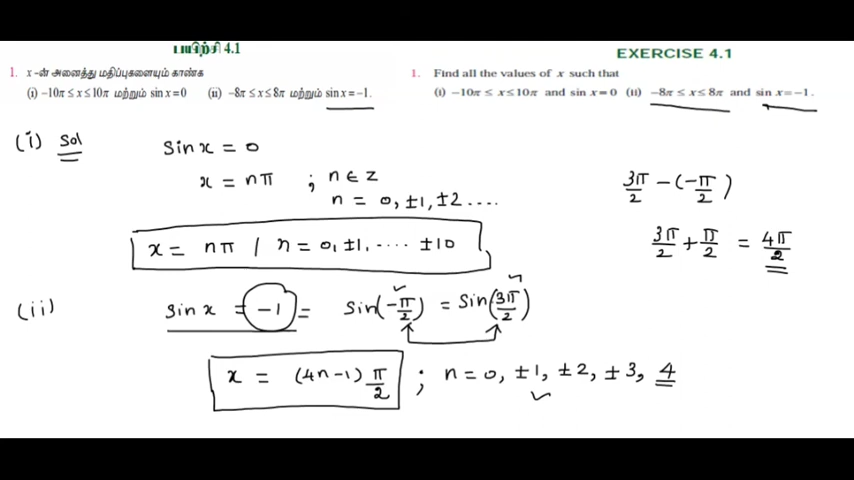 பயிற்சி 4.1
1. x-ன் அனைத்து மதிப்புகளையும் காண்க
(i) −10π ≤ x ≤ 10π மற்றும் sin x = 0 (ii) −8π ≤ x ≤ 8π மற்றும் sin x = −1.
EXERCISE 4.1
1. Find all the values of x such that
(i) −10π ≤ x ≤ 10π and sin x = 0 (ii) −8π ≤ x ≤ 8π and sin x = −1.
(i) Sol
sin x = 0
x = nπ ; n ∈ z
n = 0, ±1, ±2 ....
x = nπ / n = 0, ±1, .... ±10
3π/2 − (−π/2)
3π/2 + π/2 = 4π/2
(ii) sin x = −1 = sin(−π/2) = sin(3π/2)
x = (4n−1) π/2 ; n = 0, ±1, ±2, ±3, 4